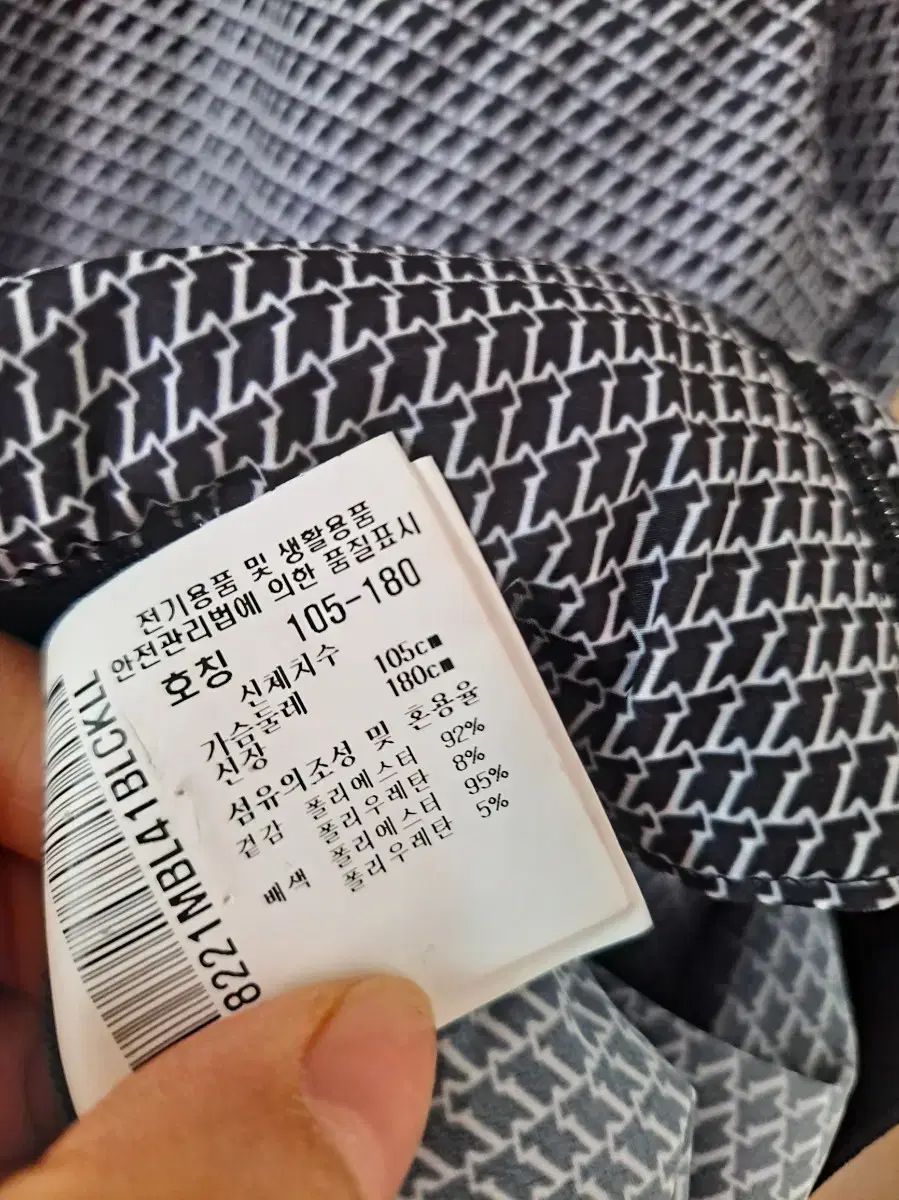 전기용품 및 생활용품
안전관리법에 의한 품질표시
호칭 105-180
신체치수
가슴둘레 105c■
신장 180c■
섬유의조성 및 혼용율
겉감 폴리에스터 92%
폴리우레탄 8%
폴리에스터 95%
배색 폴리우레탄 5%
8221MBL41BLCKLL